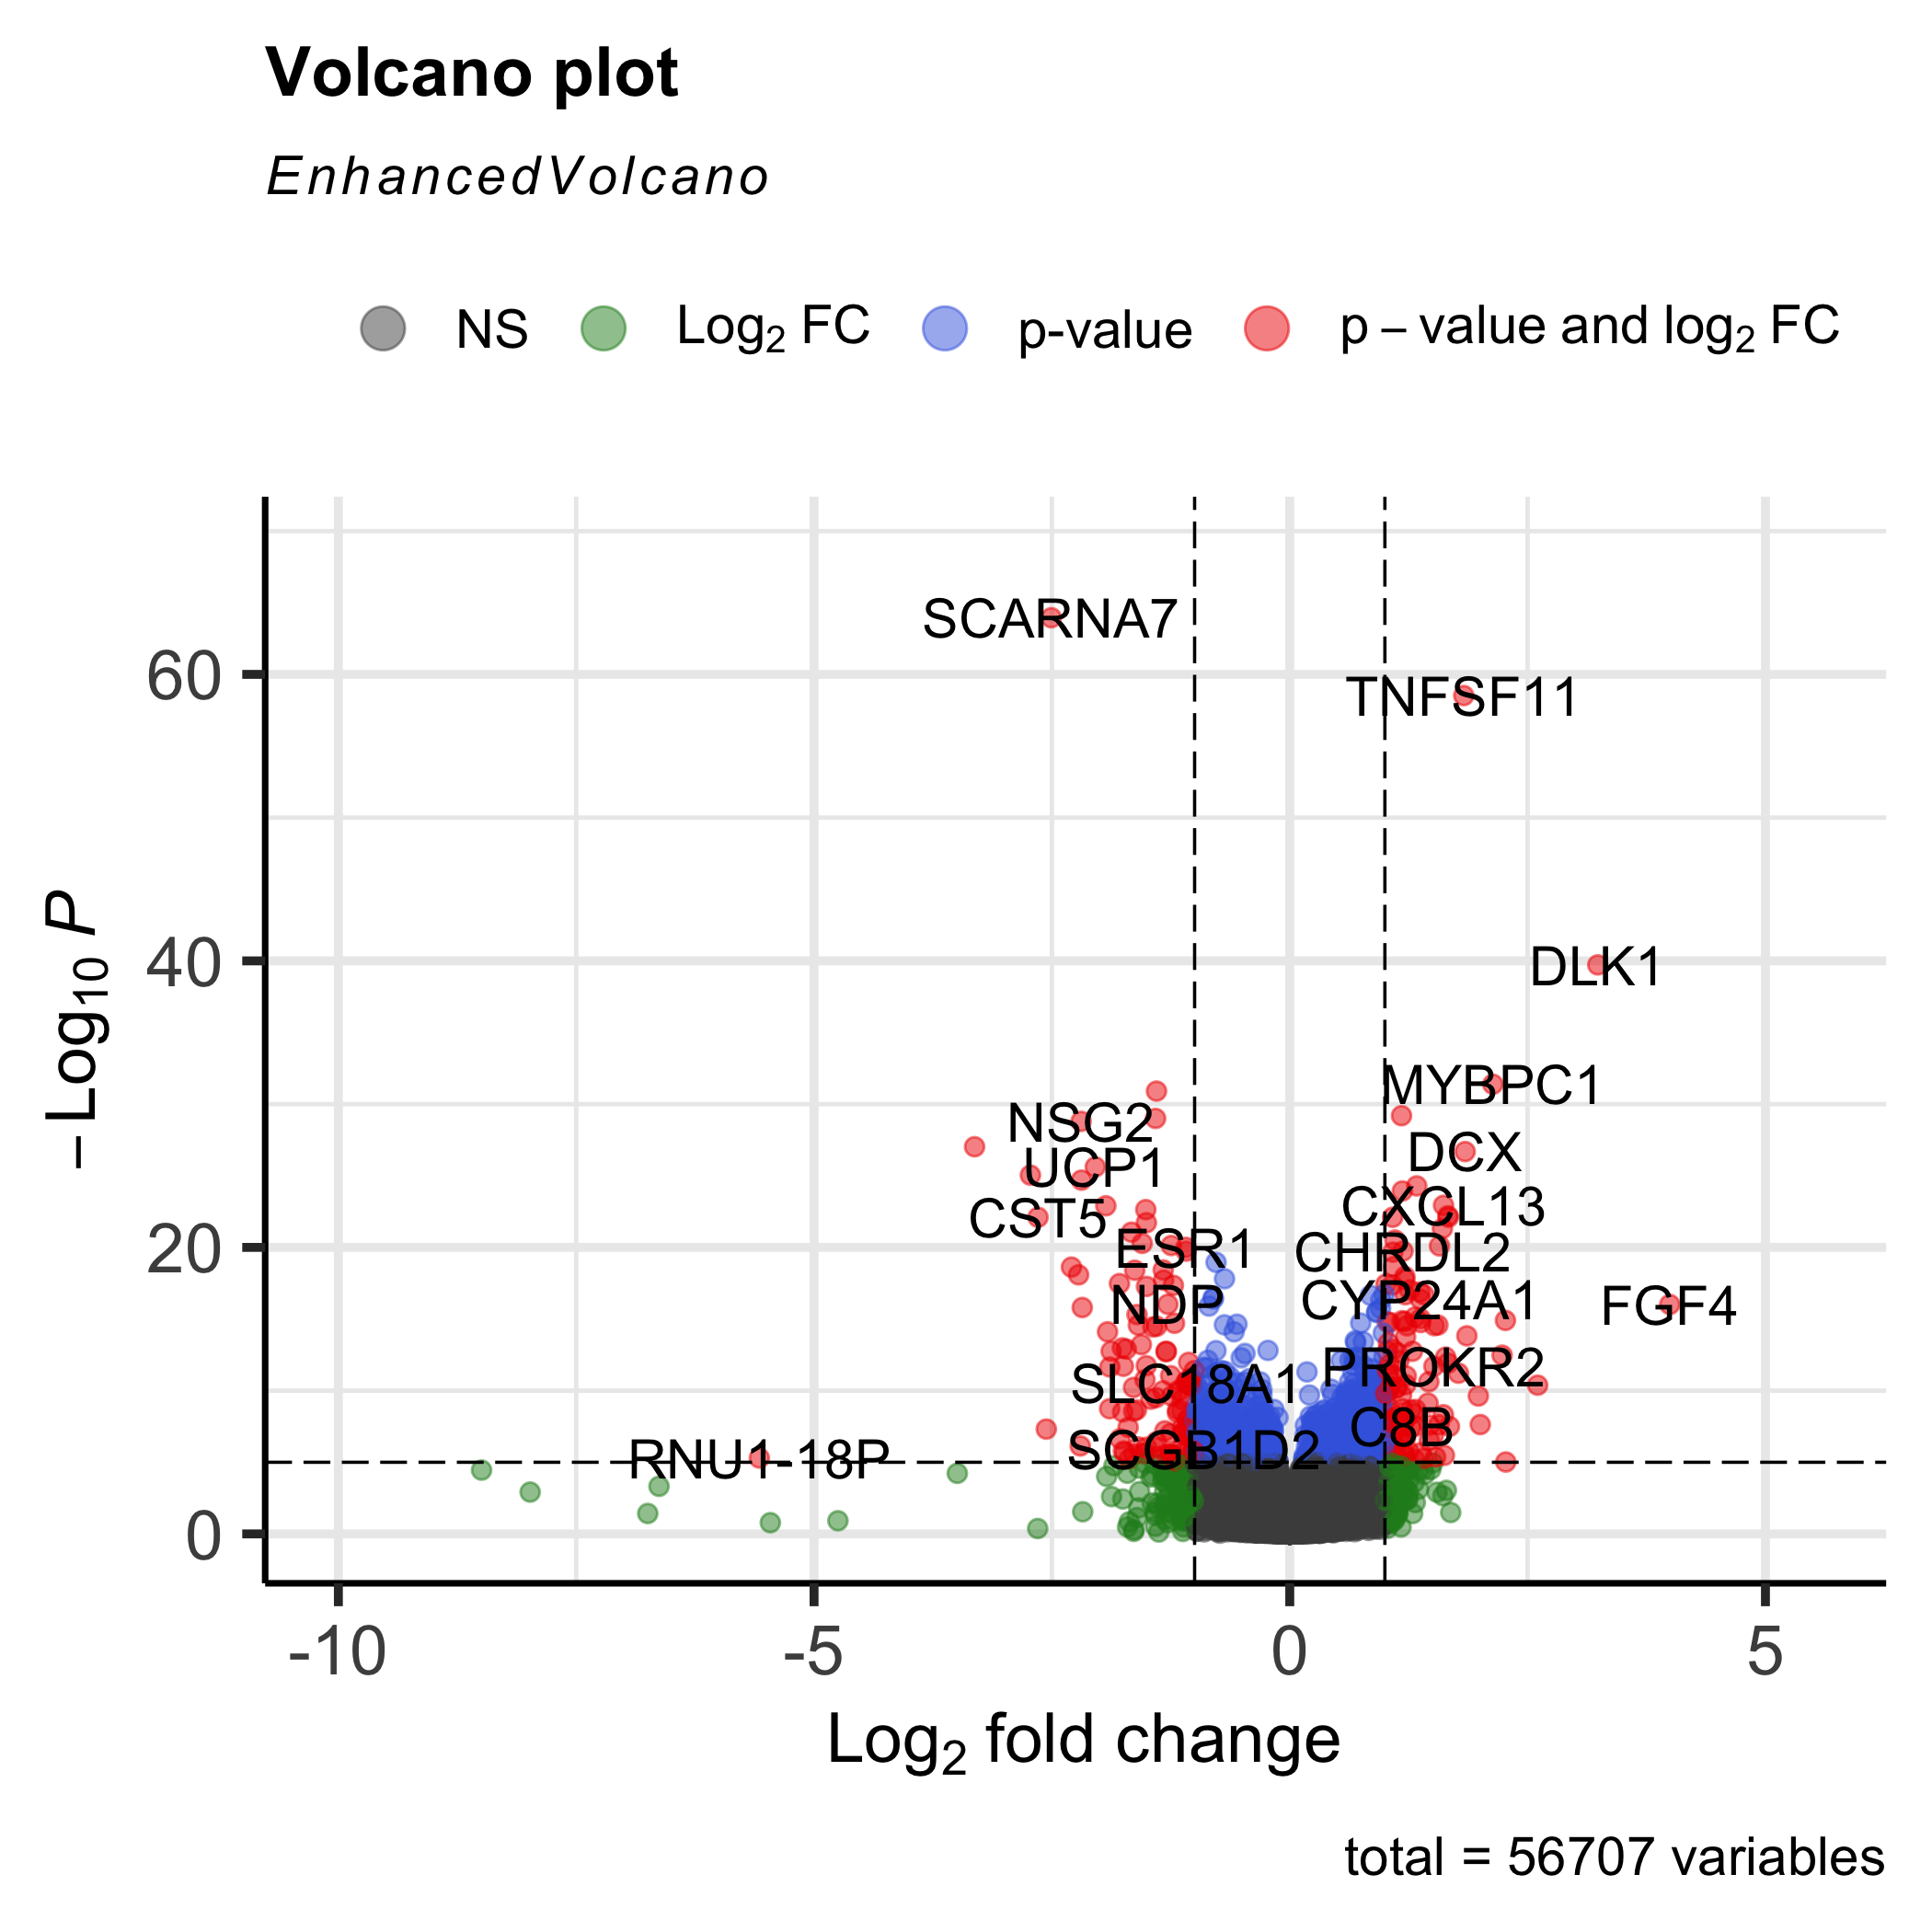 Volcano plot
EnhancedVolcano
NS Log₂ FC p-value p – value and log₂ FC
SCARNA7
60
TNFSF11
40
DLK1
MYBPC1
NSG2
DCX
UCP1
CXCL13
CST5
20
ESR1
CHRDL2
NDP
CYP24A1
FGF4
PROKR2
SLC18A1
C8B
SCGB1D2
RNU1-18P
0
–Log₁₀ P
-10 -5 0 5
Log₂ fold change
total = 56707 variables